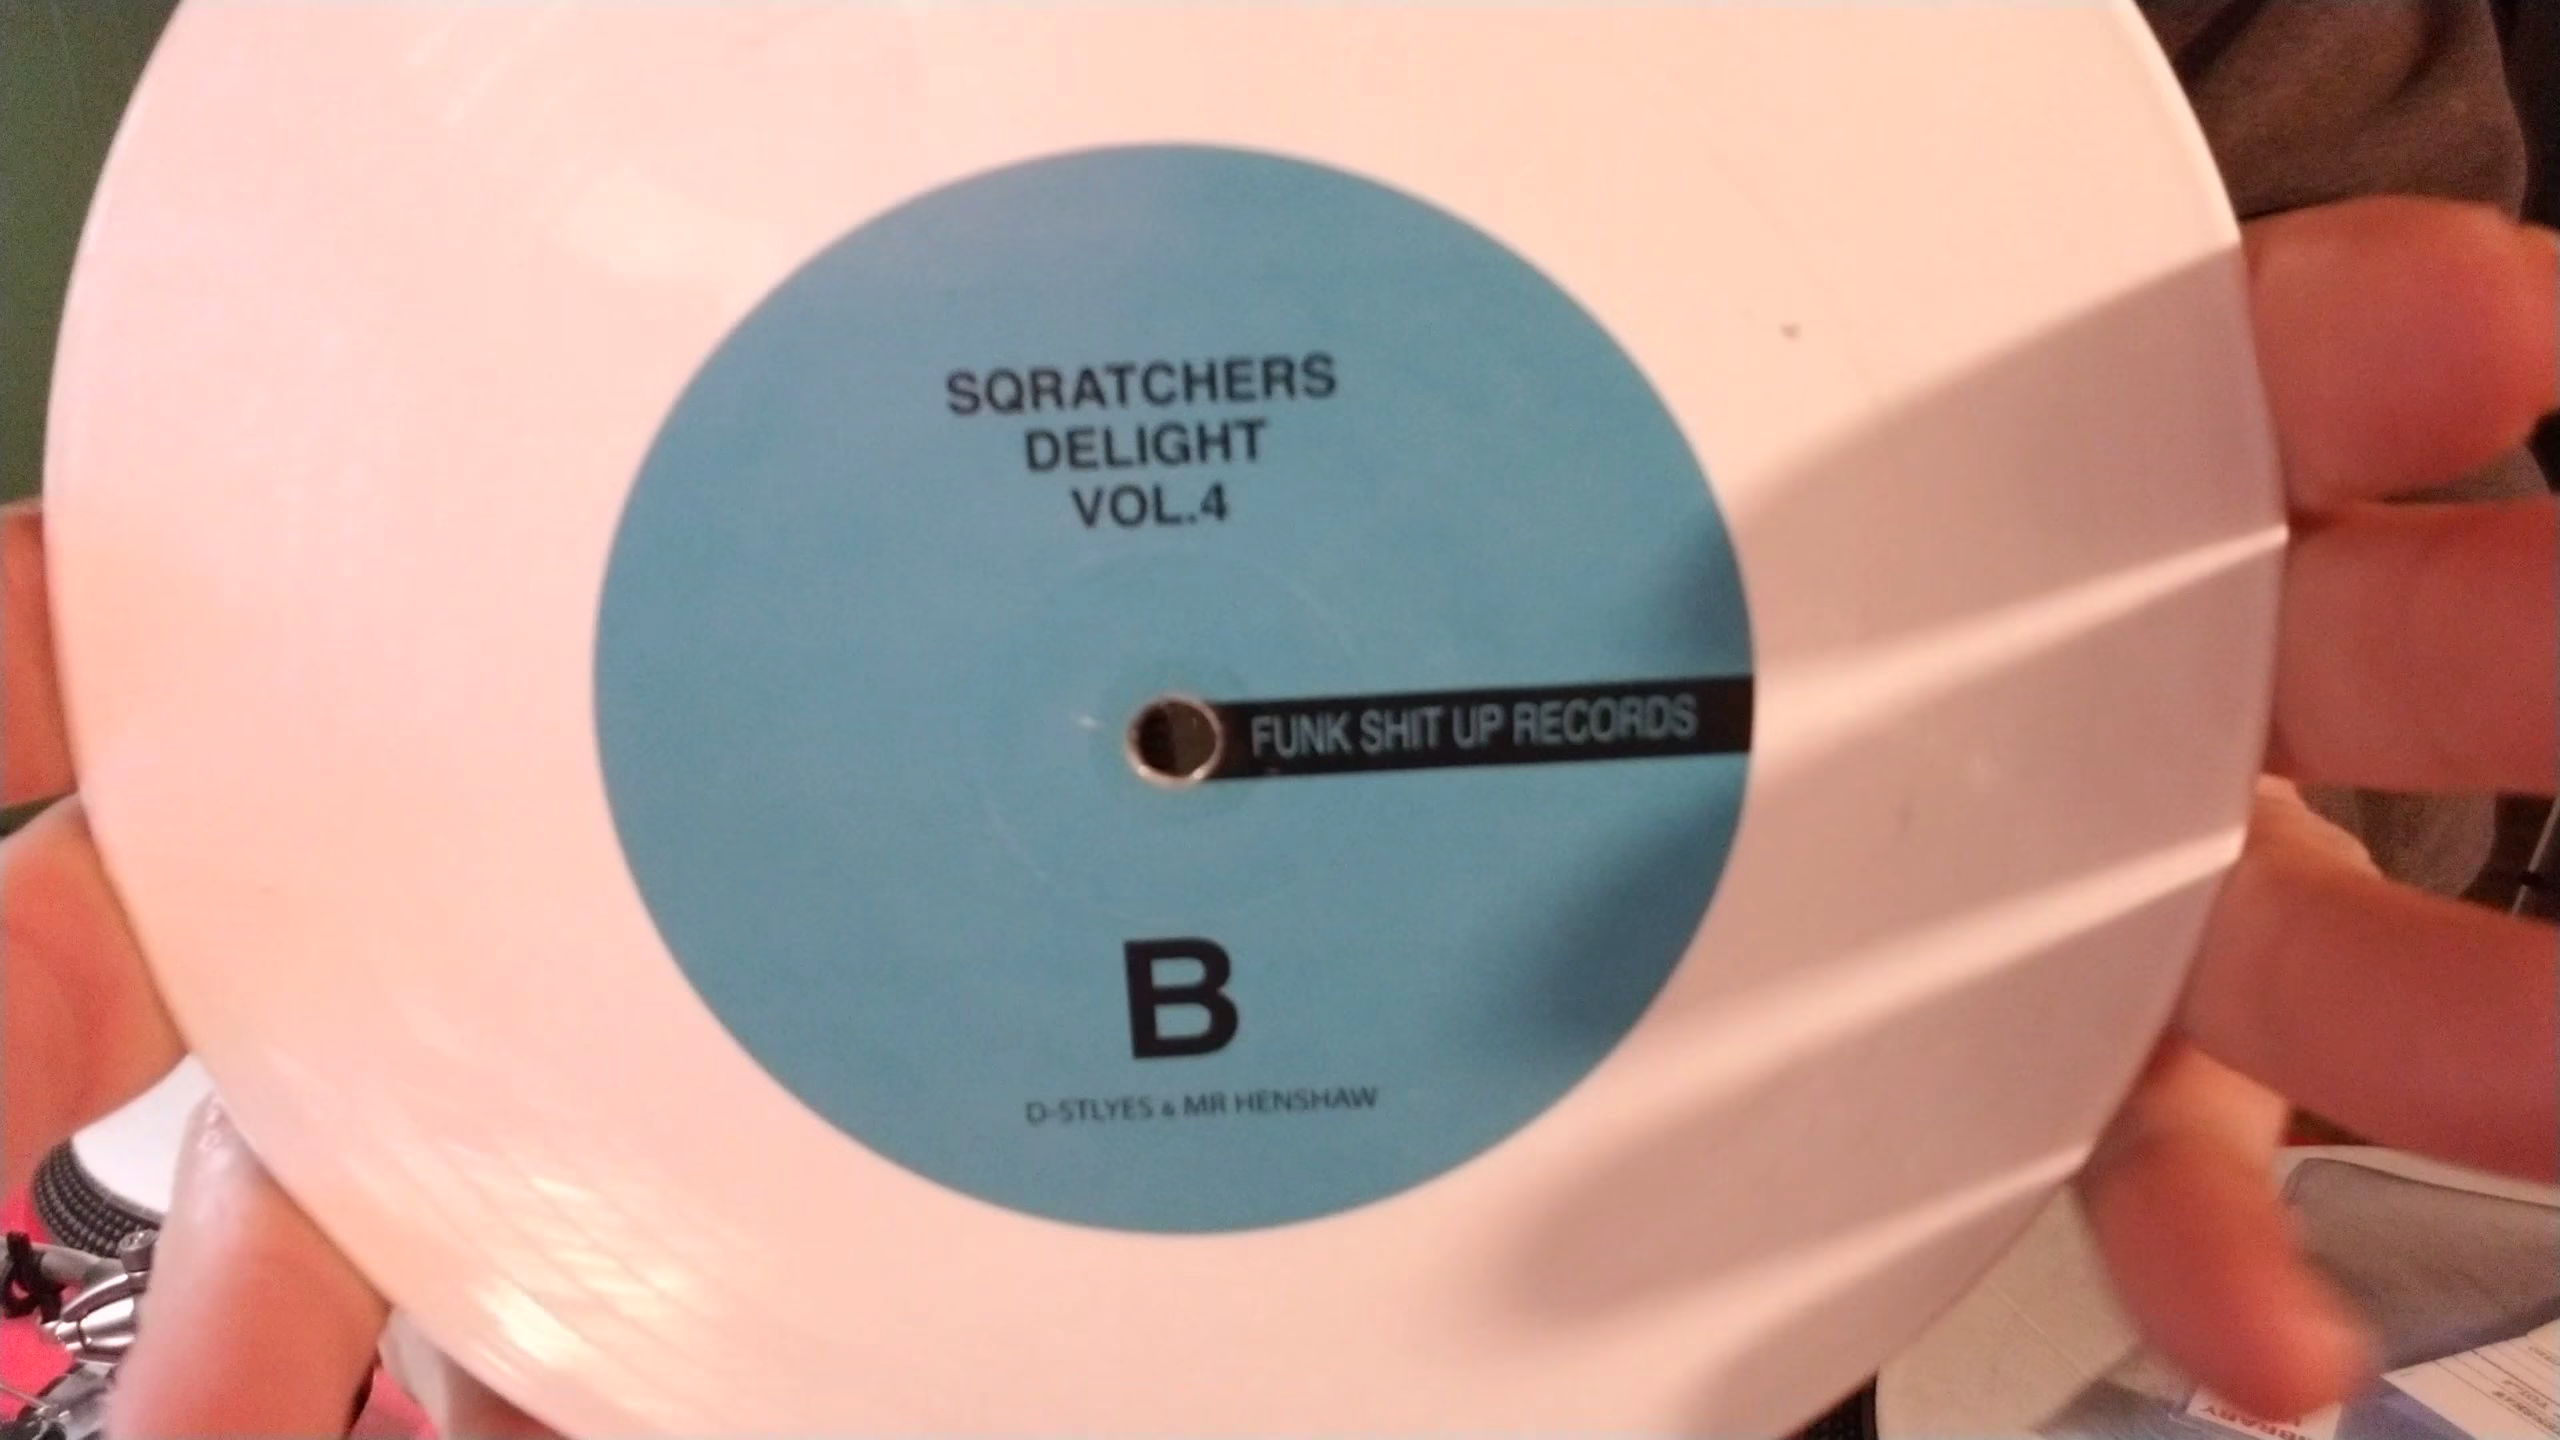 SQRATCHERS
DELIGHT
VOL.4
FUNK SHIT UP RECORDS
B
D-STLYES & MR HENSHAW